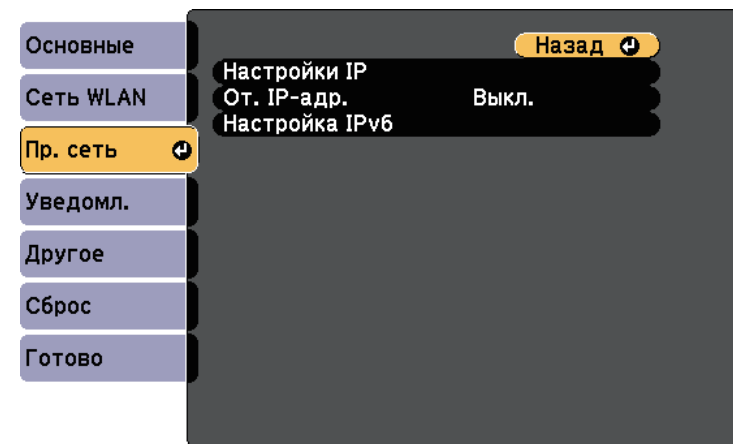 Основные
Сеть WLAN
Пр. сеть
Уведомл.
Другое
Сброс
Готово
Назад
Настройки IP
От. IP-адр. Выкл.
Настройка IPv6